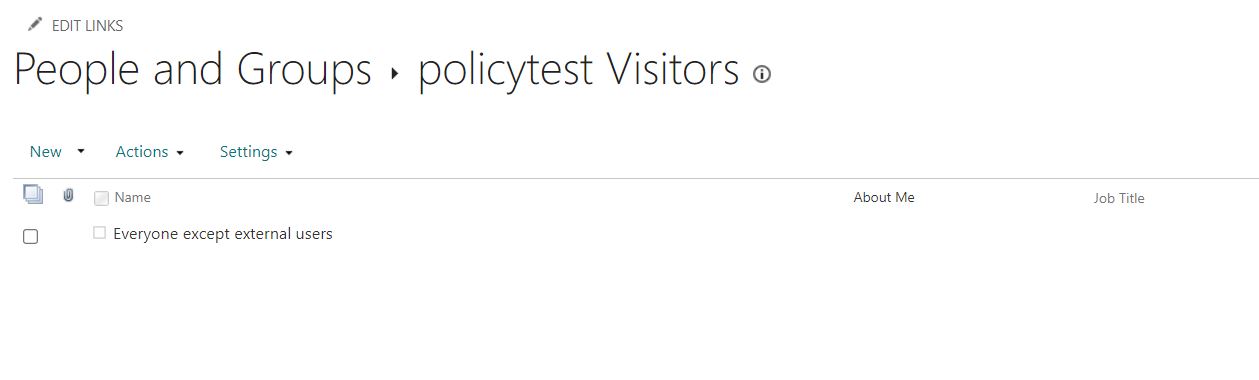 EDIT LINKS
People and Groups ▸ policytest Visitors
New Actions Settings
Name About Me Job Title
Everyone except external users